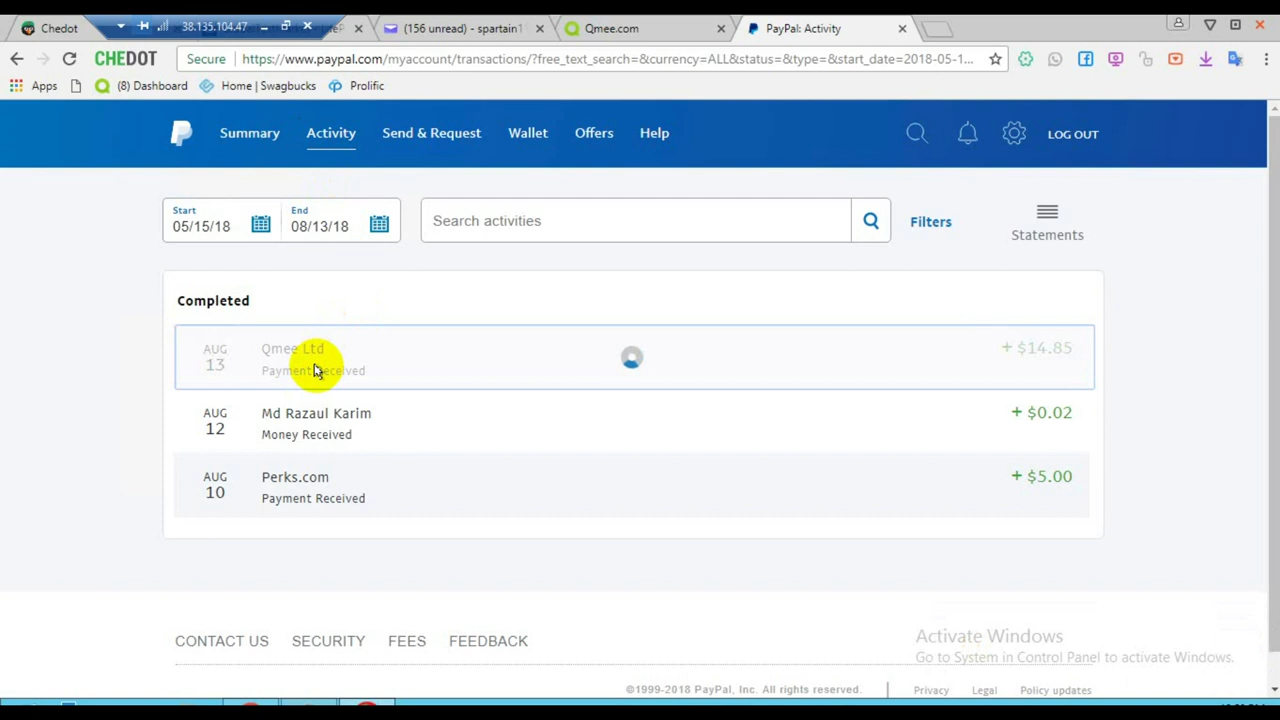 Chedot
38.135.104.47
(156 unread) - spartain1
Qmee.com
PayPal: Activity
CHEDOT
Secure
https://www.paypal.com/myaccount/transactions/?free_text_search=&currency=ALL&status=&type=&start_date=2018-05-1...
Apps
(8) Dashboard
Home | Swagbucks
Prolific
Summary
Activity
Send & Request
Wallet
Offers
Help
LOG OUT
Start
05/15/18
End
08/13/18
Search activities
Filters
Statements
Completed
AUG
13
Qmee Ltd
Payment Received
+ $14.85
AUG
12
Md Razaul Karim
Money Received
+ $0.02
AUG
10
Perks.com
Payment Received
+ $5.00
CONTACT US
SECURITY
FEES
FEEDBACK
Activate Windows
Go to System in Control Panel to activate Windows.
©1999-2018 PayPal, Inc. All rights reserved.
Privacy
Legal
Policy updates